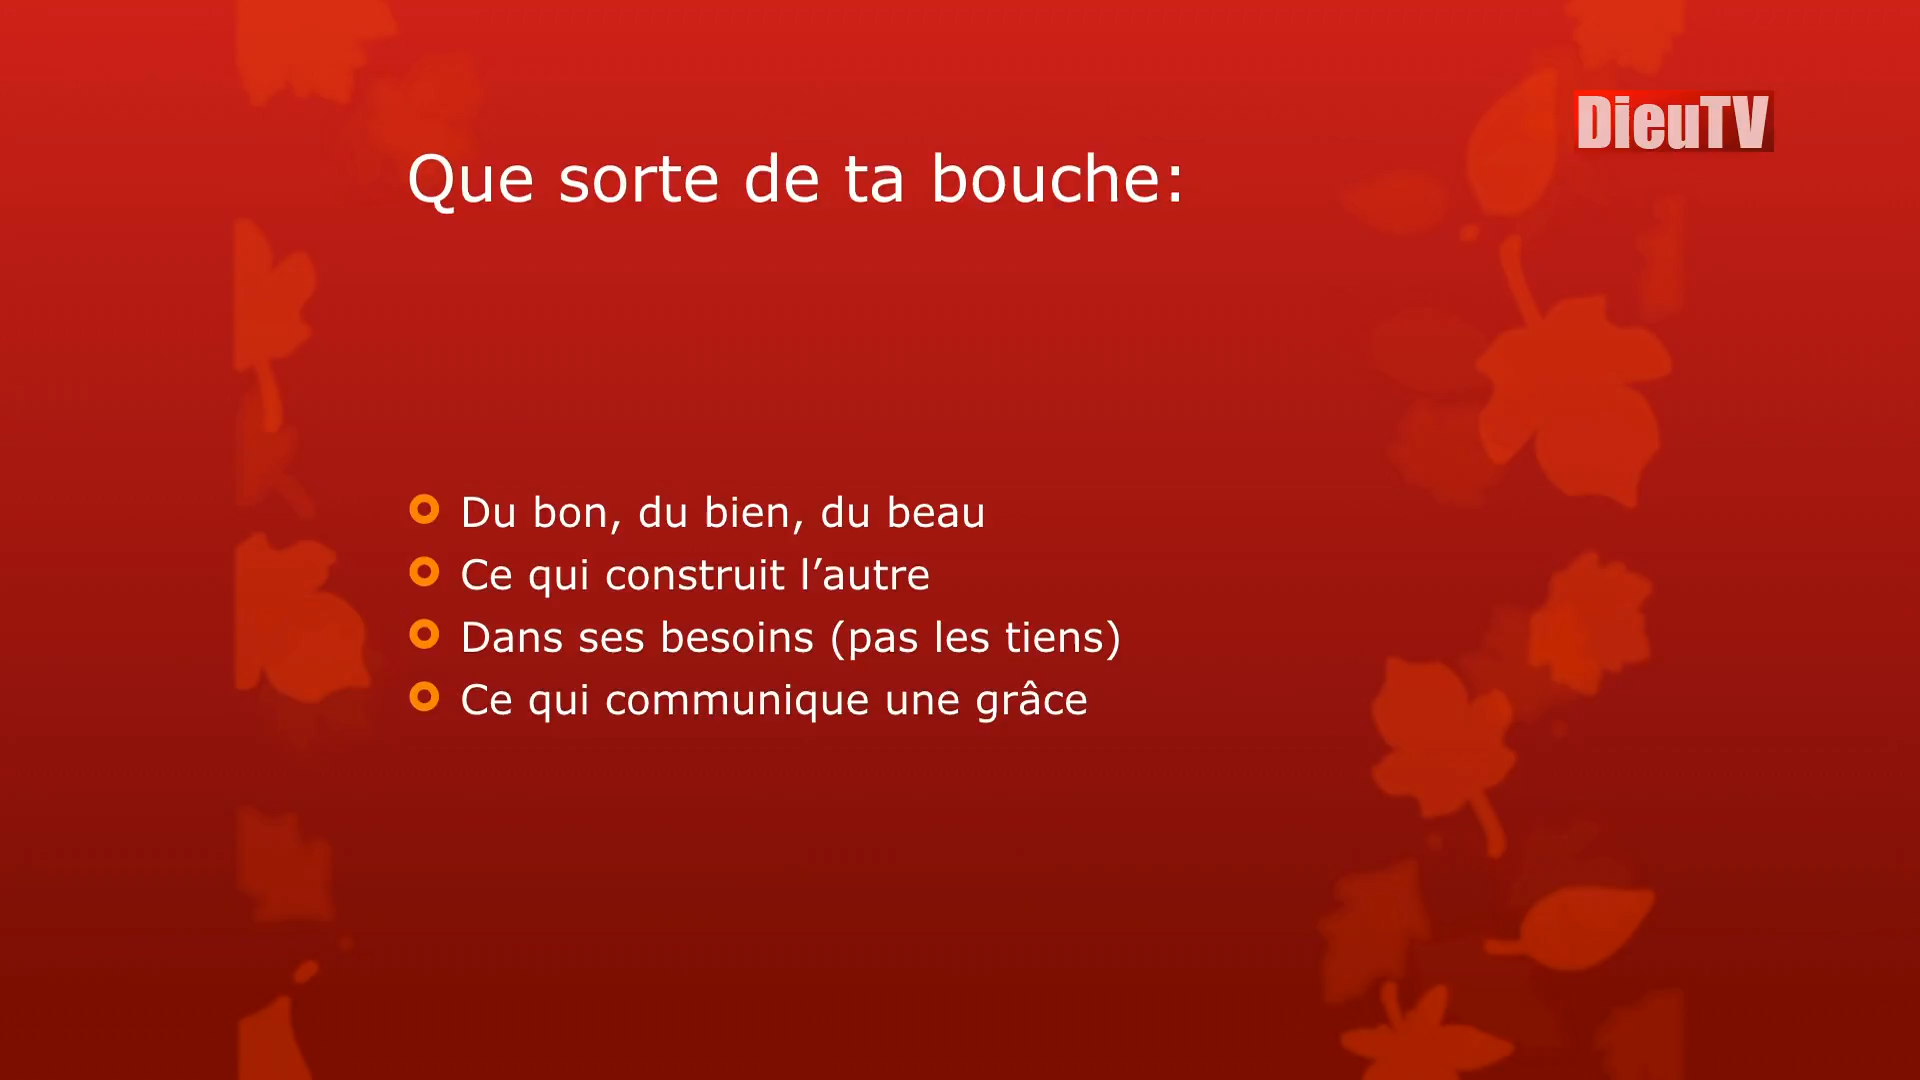 DieuTV
Que sorte de ta bouche:
Du bon, du bien, du beau
Ce qui construit l’autre
Dans ses besoins (pas les tiens)
Ce qui communique une grâce